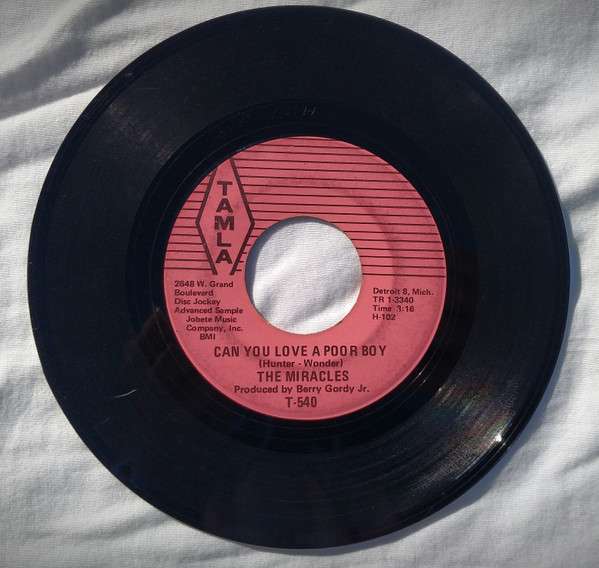 TAMLA
2648 W. Grand
Boulevard
Disc Jockay
Advanced Sample
Jobete Music
Company, Inc.
BMI
Detroit 8, Mich.
TR 1-3340
Time 3:16
H-102
CAN YOU LOVE A POOR BOY
(Hunter - Wonder)
THE MIRACLES
Produced by Berry Gordy Jr.
T-540